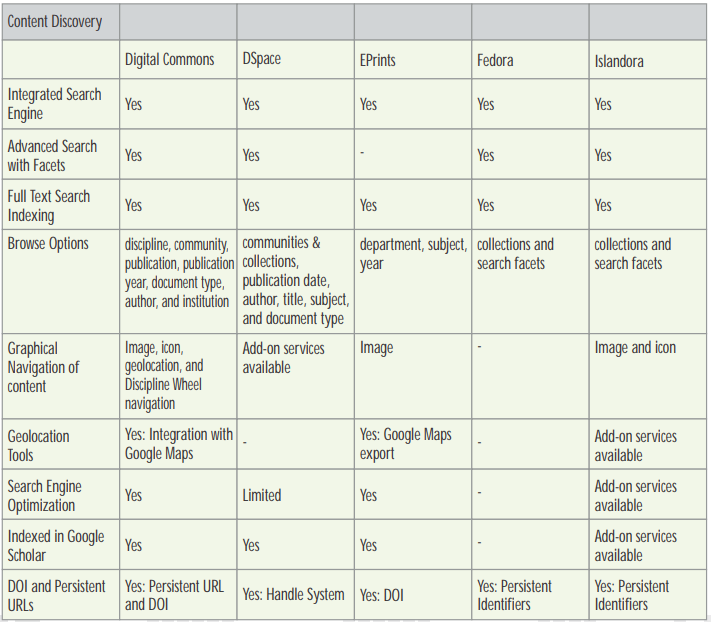 Content Discovery
Digital Commons DSpace EPrints Fedora Islandora
Integrated Search
Engine
Yes Yes Yes Yes Yes
Advanced Search
with Facets
Yes Yes - Yes Yes
Full Text Search
Indexing
Yes Yes Yes Yes Yes
Browse Options
discipline, community,
publication, publication
year, document type,
author, and institution
communities &
collections,
publication date,
author, title, subject,
and document type
department, subject,
year
collections and
search facets
collections and
search facets
Graphical
Navigation of
content
Image, icon,
geolocation, and
Discipline Wheel
navigation
Add-on services
available
Image
-
Image and icon
Geolocation
Tools
Yes: Integration with
Google Maps
-
Yes: Google Maps
export
-
Add-on services
available
Search Engine
Optimization
Yes
Limited
Yes
-
Add-on services
available
Indexed in Google
Scholar
Yes
Yes
Yes
-
Add-on services
available
DOI and Persistent
URLs
Yes: Persistent URL
and DOI
Yes: Handle System
Yes: DOI
Yes: Persistent
Identifiers
Yes: Persistent
Identifiers